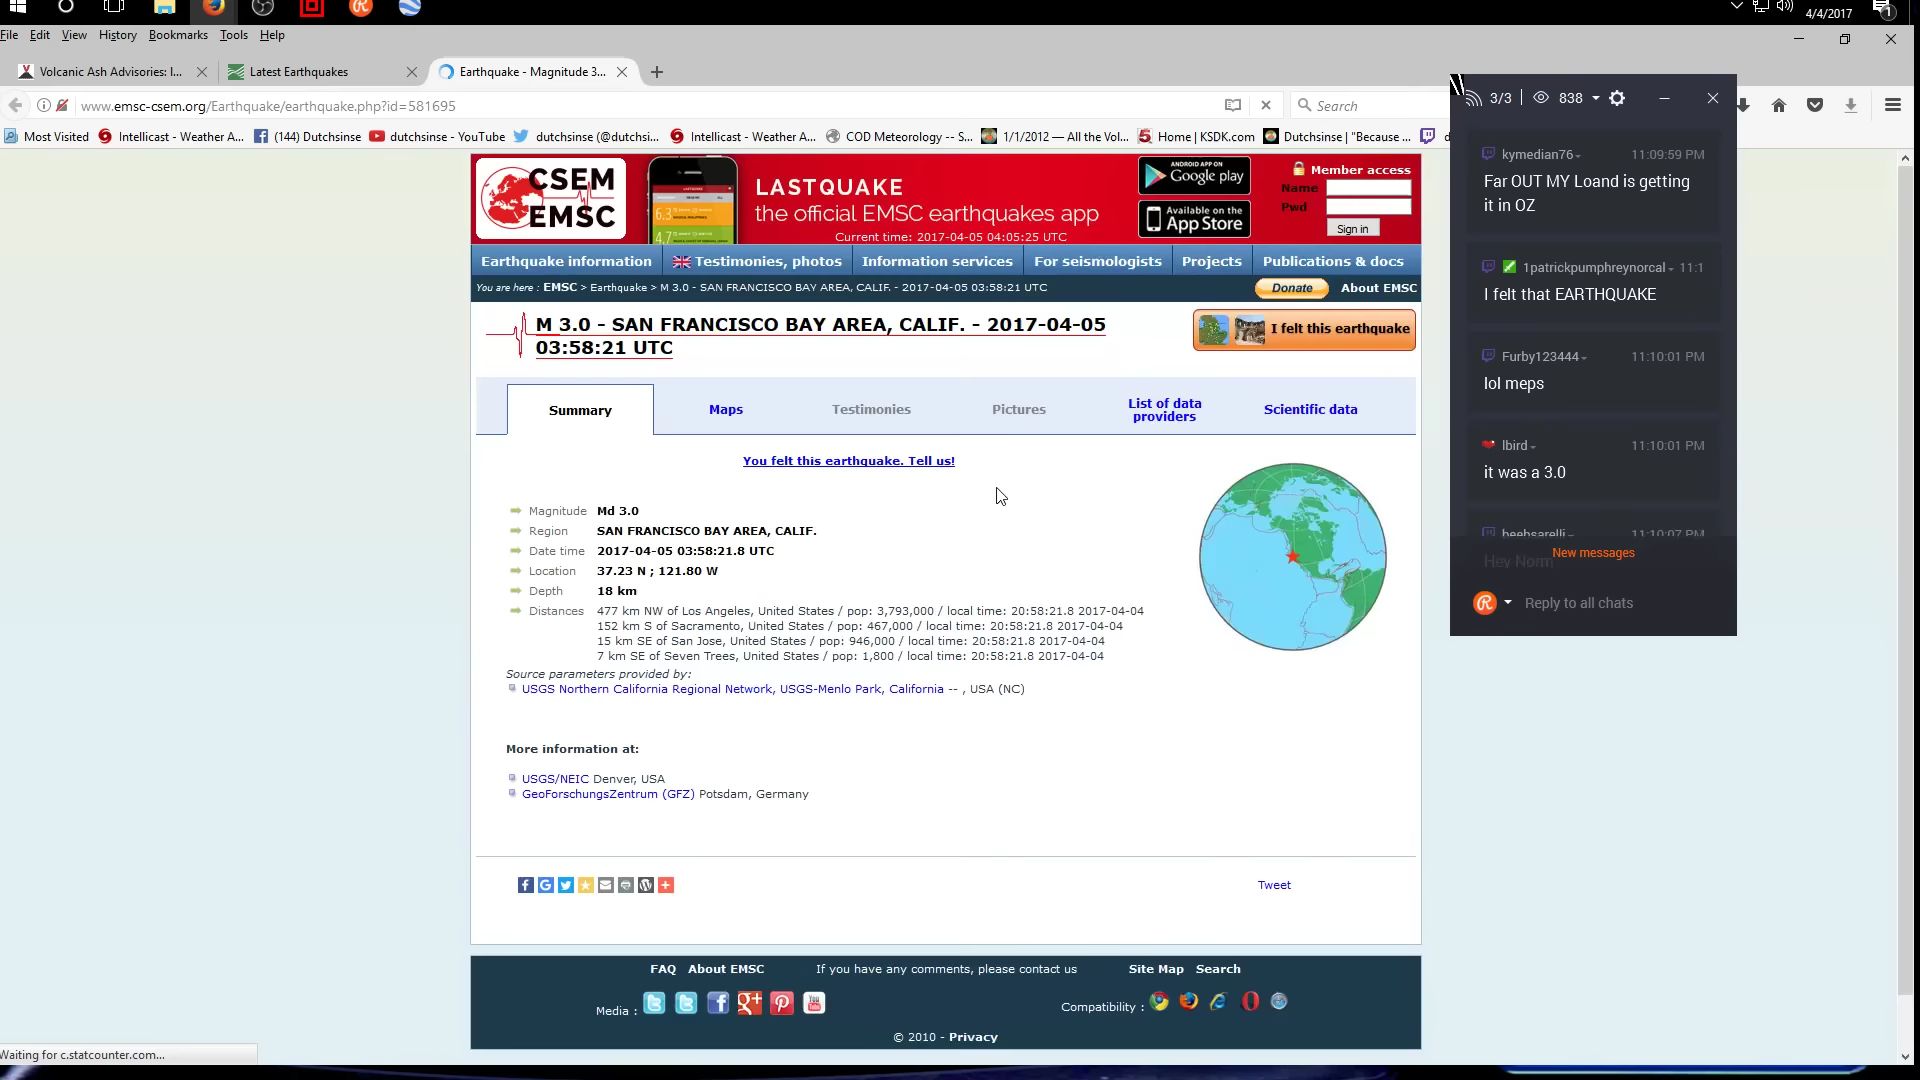 4/4/2017
1
File Edit View History Bookmarks Tools Help
Volcanic Ash Advisories: I...
Latest Earthquakes
Earthquake - Magnitude 3...
www.emsc-csem.org/Earthquake/earthquake.php?id=581695
Search
Most Visited
Intellicast - Weather A...
(144) Dutchsinse
dutchsinse - YouTube
dutchsinse (@dutchsi...
Intellicast - Weather A...
COD Meteorology -- S...
1/1/2012 — All the Vol...
Home | KSDK.com
Dutchsinse | "Because ...
d
CSEM
EMSC
6.3
4.7
LASTQUAKE
the official EMSC earthquakes app
Current time: 2017-04-05 04:05:25 UTC
ANDROID APP ON
Google play
Available on the
App Store
Member access
Name
Pwd
Sign in
Earthquake information
Testimonies, photos
Information services
For seismologists
Projects
Publications & docs
You are here : EMSC > Earthquake > M 3.0 - SAN FRANCISCO BAY AREA, CALIF. - 2017-04-05 03:58:21 UTC
Donate
About EMSC
M 3.0 - SAN FRANCISCO BAY AREA, CALIF. - 2017-04-05
03:58:21 UTC
I felt this earthquake
Summary
Maps
Testimonies
Pictures
List of data
providers
Scientific data
You felt this earthquake. Tell us!
Magnitude Md 3.0
Region SAN FRANCISCO BAY AREA, CALIF.
Date time 2017-04-05 03:58:21.8 UTC
Location 37.23 N ; 121.80 W
Depth 18 km
Distances 477 km NW of Los Angeles, United States / pop: 3,793,000 / local time: 20:58:21.8 2017-04-04
152 km S of Sacramento, United States / pop: 467,000 / local time: 20:58:21.8 2017-04-04
15 km SE of San Jose, United States / pop: 946,000 / local time: 20:58:21.8 2017-04-04
7 km SE of Seven Trees, United States / pop: 1,800 / local time: 20:58:21.8 2017-04-04
Source parameters provided by:
USGS Northern California Regional Network, USGS-Menlo Park, California -- , USA (NC)
More information at:
USGS/NEIC Denver, USA
GeoForschungsZentrum (GFZ) Potsdam, Germany
Tweet
FAQ About EMSC If you have any comments, please contact us Site Map Search
Media :
Compatibility :
© 2010 - Privacy
Waiting for c.statcounter.com...
3/3 838
kymedian76 11:09:59 PM
Far OUT MY Loand is getting
it in OZ
1patrickpumphreynorcal 11:1
I felt that EARTHQUAKE
Furby123444 11:10:01 PM
lol meps
lbird 11:10:01 PM
it was a 3.0
beebsarelli 11:10:07 PM
New messages
Hey Norm
Reply to all chats